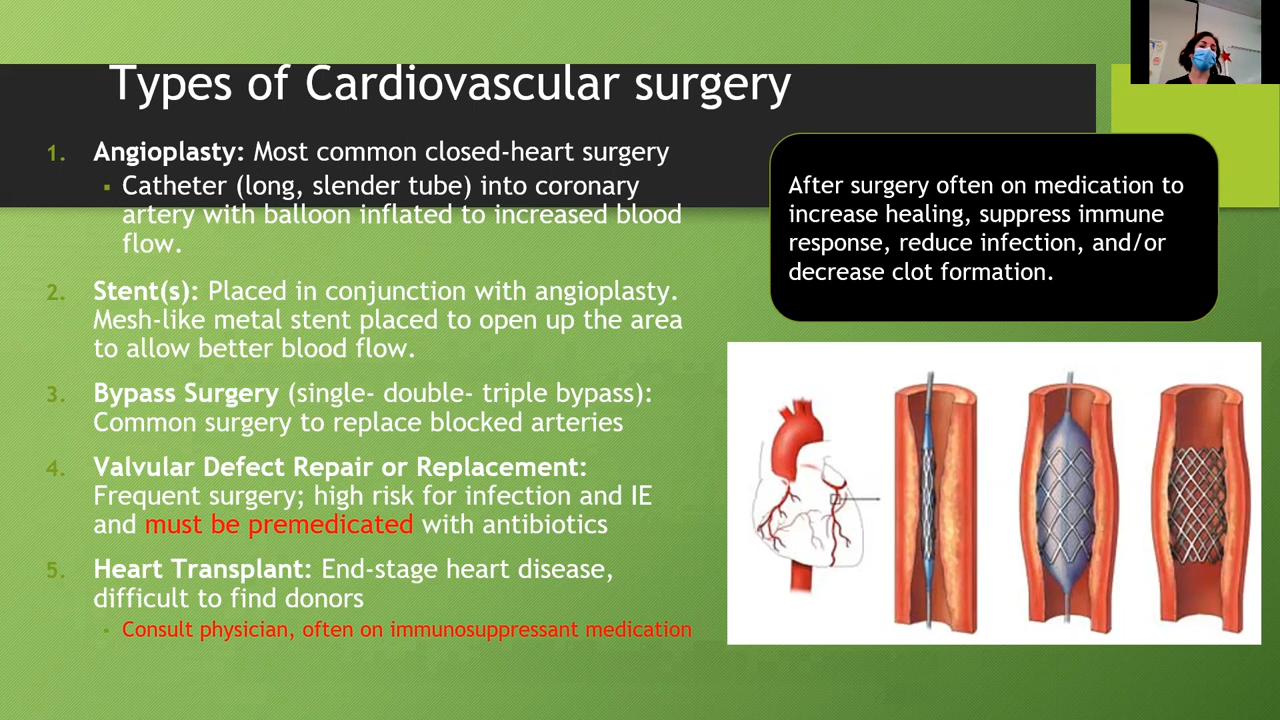 Types of Cardiovascular surgery
1. Angioplasty: Most common closed-heart surgery
▪ Catheter (long, slender tube) into coronary
artery with balloon inflated to increased blood
flow.
2. Stent(s): Placed in conjunction with angioplasty.
Mesh-like metal stent placed to open up the area
to allow better blood flow.
3. Bypass Surgery (single- double- triple bypass):
Common surgery to replace blocked arteries
4. Valvular Defect Repair or Replacement:
Frequent surgery; high risk for infection and IE
and must be premedicated with antibiotics
5. Heart Transplant: End-stage heart disease,
difficult to find donors
▪ Consult physician, often on immunosuppressant medication
After surgery often on medication to
increase healing, suppress immune
response, reduce infection, and/or
decrease clot formation.